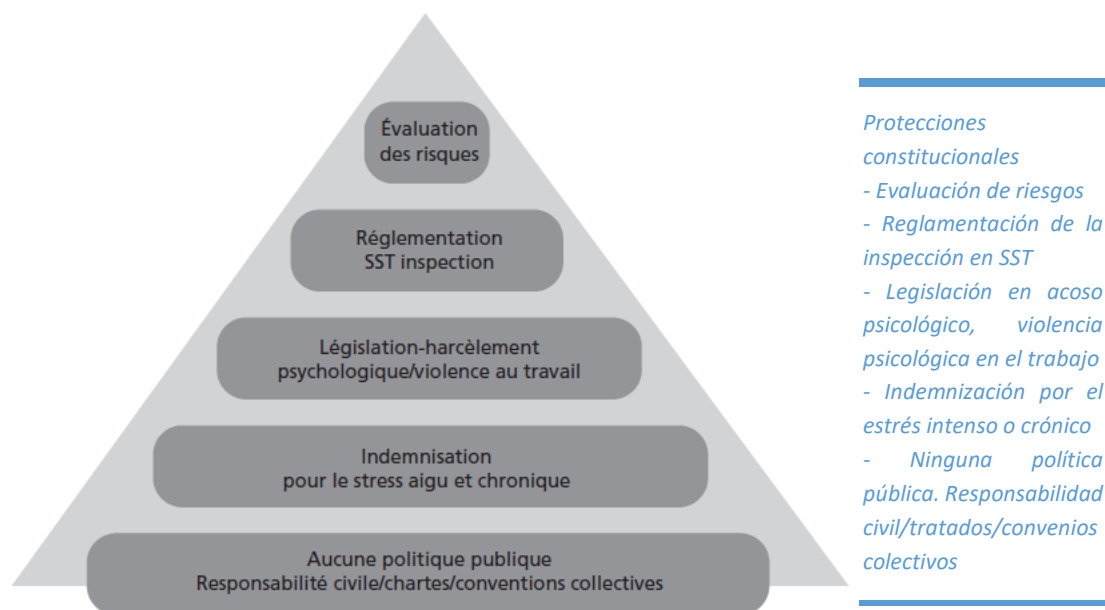 Évaluation
des risques
Réglementation
SST inspection
Législation-harcèlement
psychologique/violence au travail
Indemnisation
pour le stress aigu et chronique
Aucune politique publique
Responsabilité civile/chartes/conventions collectives
Protecciones
constitucionales
- Evaluación de riesgos
- Reglamentación de la
inspección en SST
- Legislación en acoso
psicológico, violencia
psicológica en el trabajo
- Indemnización por el
estrés intenso o crónico
- Ninguna política
pública. Responsabilidad
civil/tratados/convenios
colectivos